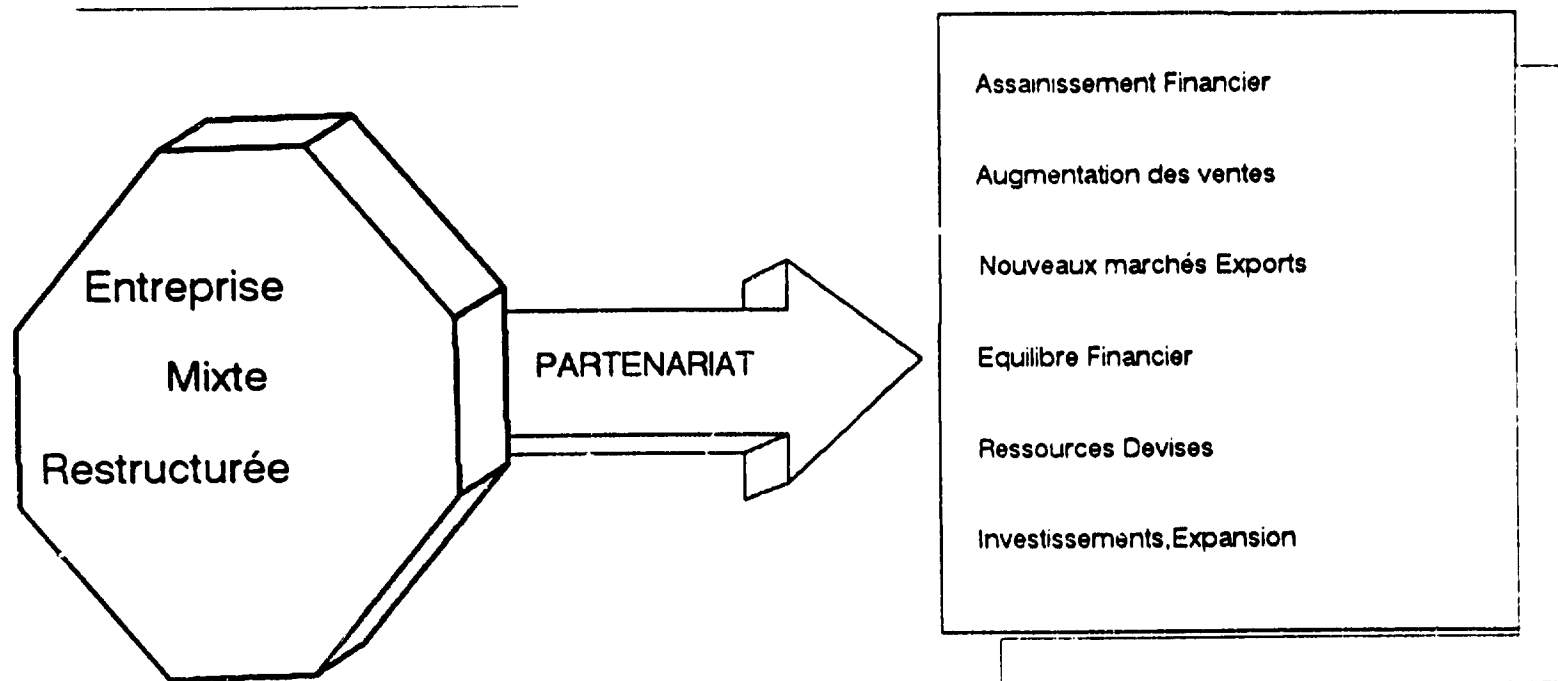 Entreprise
Mixte
Restructurée
PARTENARIAT
Assainissement Financier
Augmentation des ventes
Nouveaux marchés Exports
Equilibre Financier
Ressources Devises
Investissements,Expansion